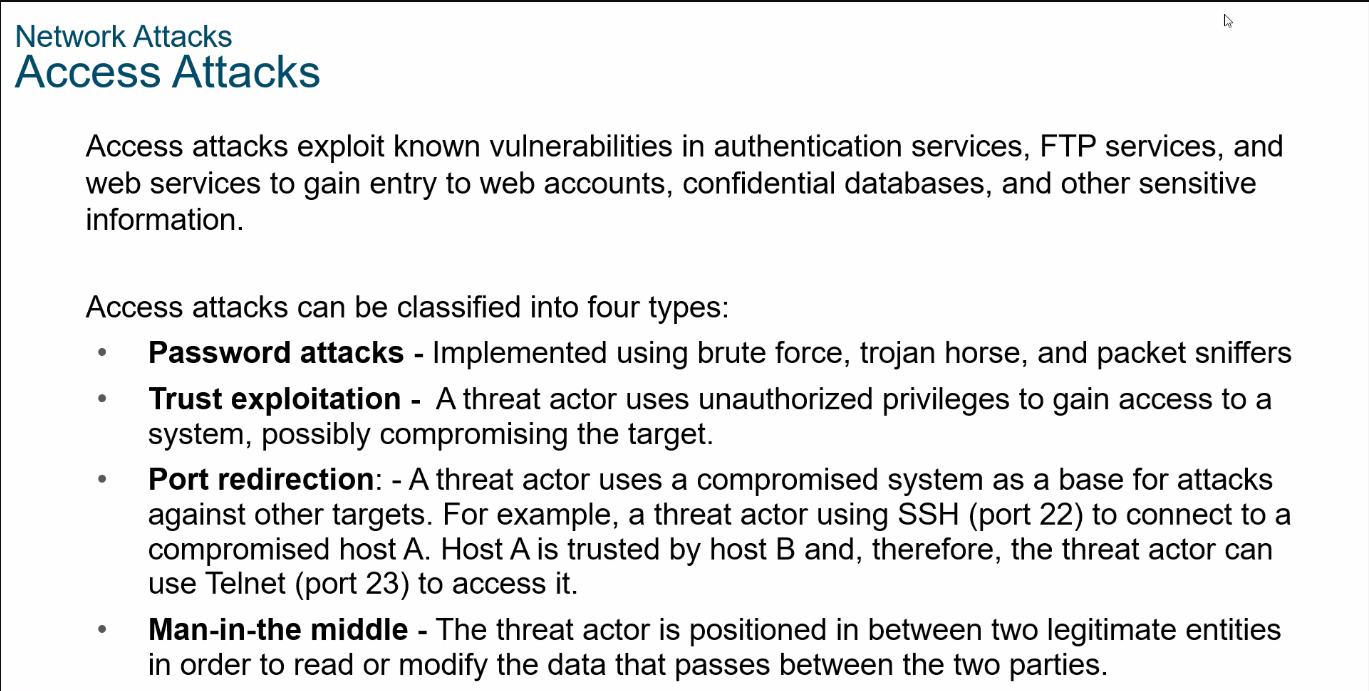 Network Attacks
Access Attacks
Access attacks exploit known vulnerabilities in authentication services, FTP services, and
web services to gain entry to web accounts, confidential databases, and other sensitive
information.
Access attacks can be classified into four types:
• Password attacks - Implemented using brute force, trojan horse, and packet sniffers
• Trust exploitation -  A threat actor uses unauthorized privileges to gain access to a
system, possibly compromising the target.
• Port redirection: - A threat actor uses a compromised system as a base for attacks
against other targets. For example, a threat actor using SSH (port 22) to connect to a
compromised host A. Host A is trusted by host B and, therefore, the threat actor can
use Telnet (port 23) to access it.
• Man-in-the middle - The threat actor is positioned in between two legitimate entities
in order to read or modify the data that passes between the two parties.